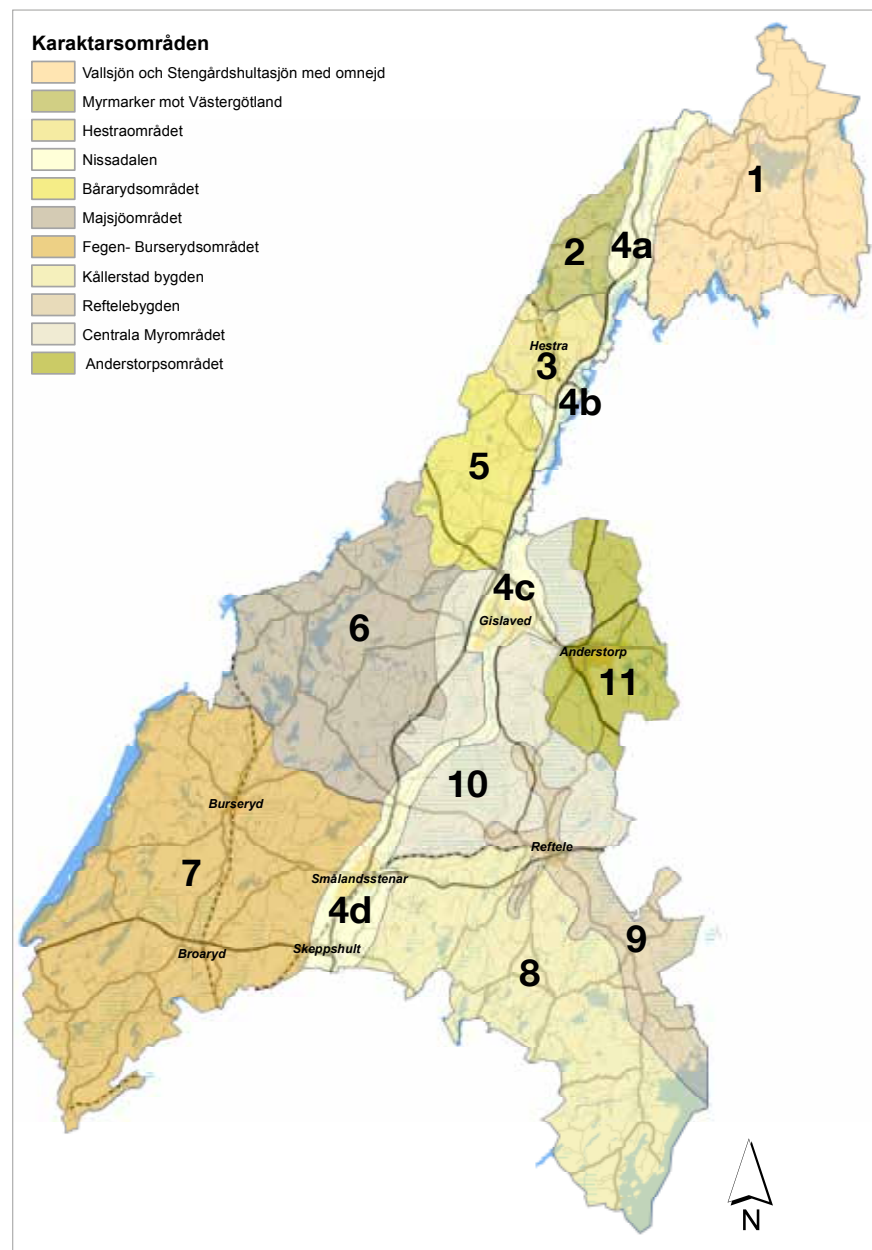 Karaktarsområden
Vallsjön och Stengårdshultasjön med omnejd
Myrmarker mot Västergötland
Hestraområdet
Nissadalen
Bårarydsområdet
Majsjöområdet
Fegen- Burserydsområdet
Kållerstad bygden
Reftelebygden
Centrala Myrområdet
Anderstorpsområdet
1
2
4a
Hestra
3
4b
5
4c
Gislaved
6
Anderstorp
11
10
Burseryd
Reftele
7
Smålandsstenar
4d
9
Broaryd
Skeppshult
8
N